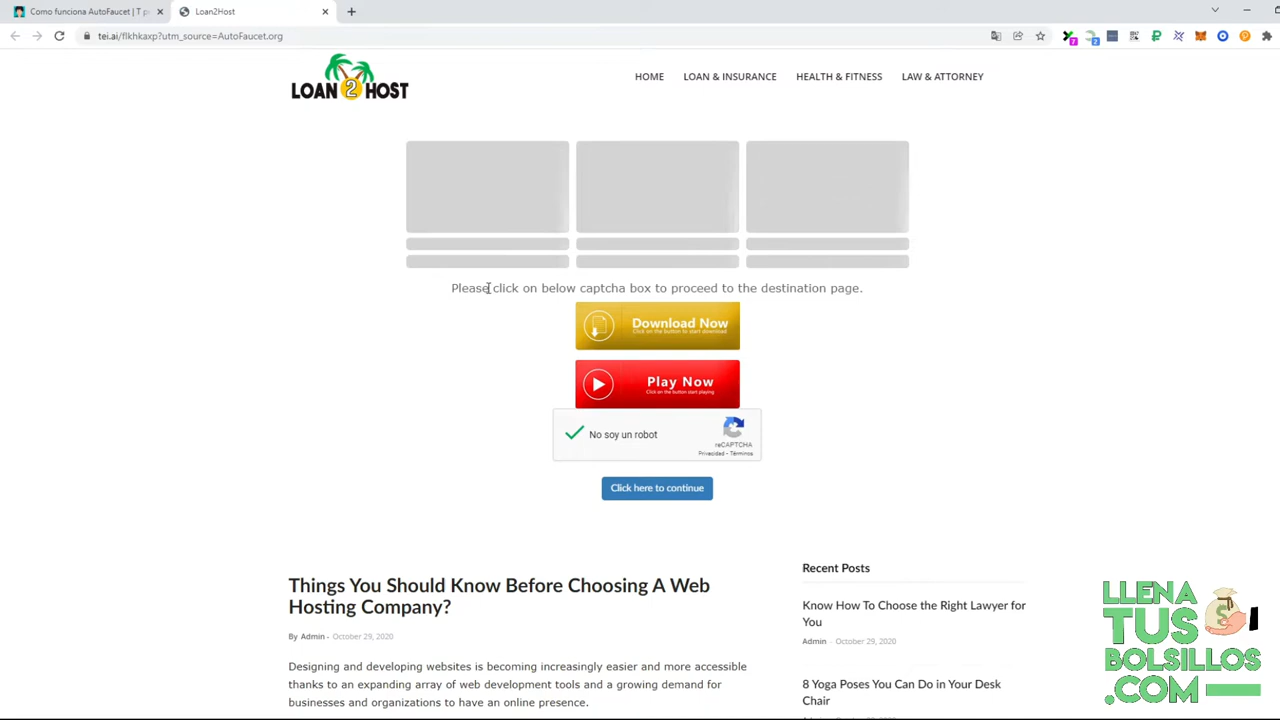 Como funciona AutoFaucet | T p
Loan2Host
tei.ai/flkhkaxp?utm_source=AutoFaucet.org
7
2
LOAN 2 HOST
HOME
LOAN & INSURANCE
HEALTH & FITNESS
LAW & ATTORNEY
Please click on below captcha box to proceed to the destination page.
Download Now
Click on the button to start download
Play Now
Click on the button start playing
No soy un robot
reCAPTCHA
Privacidad - Términos
Click here to continue
Things You Should Know Before Choosing A Web
Hosting Company?
By Admin - October 29, 2020
Designing and developing websites is becoming increasingly easier and more accessible
thanks to an expanding array of web development tools and a growing demand for
businesses and organizations to have an online presence.
Recent Posts
Know How To Choose the Right Lawyer for
You
Admin - October 29, 2020
8 Yoga Poses You Can Do in Your Desk
Chair
LLENA
TUS
BOLSILLOS
.COM